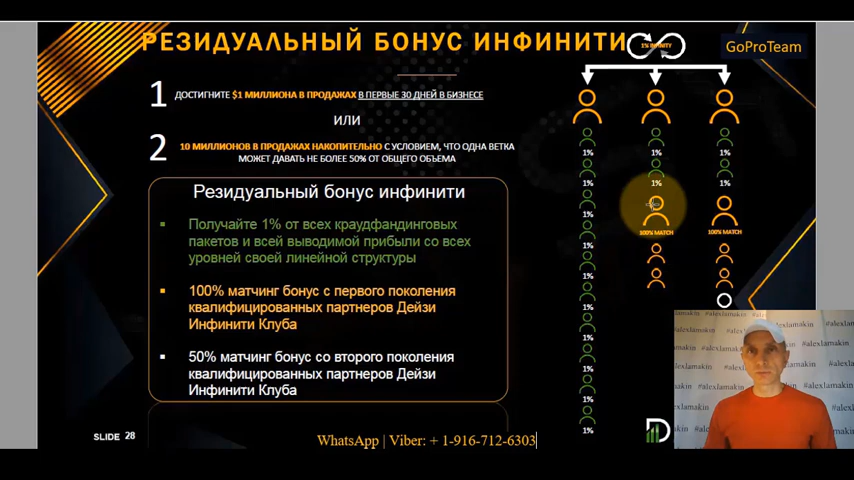 РЕЗИДУАЛЬНЫЙ БОНУС ИНФИНИТИ
1% INFINITY
GoProTeam
1 ДОСТИГНИТЕ $1 МИЛЛИОНА В ПРОДАЖАХ В ПЕРВЫЕ 30 ДНЕЙ В БИЗНЕСЕ
ИЛИ
2 10 МИЛЛИОНОВ В ПРОДАЖАХ НАКОПИТЕЛЬНО С УСЛОВИЕМ, ЧТО ОДНА ВЕТКА
МОЖЕТ ДАВАТЬ НЕ БОЛЕЕ 50% ОТ ОБЩЕГО ОБЪЕМА
Резидуальный бонус инфинити
Получайте 1% от всех краудфандинговых
пакетов и всей выводимой прибыли со всех
уровней своей линейной структуры
100% матчинг бонус с первого поколения
квалифицированных партнеров Дейзи
Инфинити Клуба
50% матчинг бонус со второго поколения
квалифицированных партнеров Дейзи
Инфинити Клуба
1% 1% 1%
1% 1% 1%
1%
100% MATCH 100% MATCH
1%
1%
1%
1%
1%
1%
1%
#alexlamakin
SLIDE 28
WhatsApp | Viber: + 1-916-712-6303